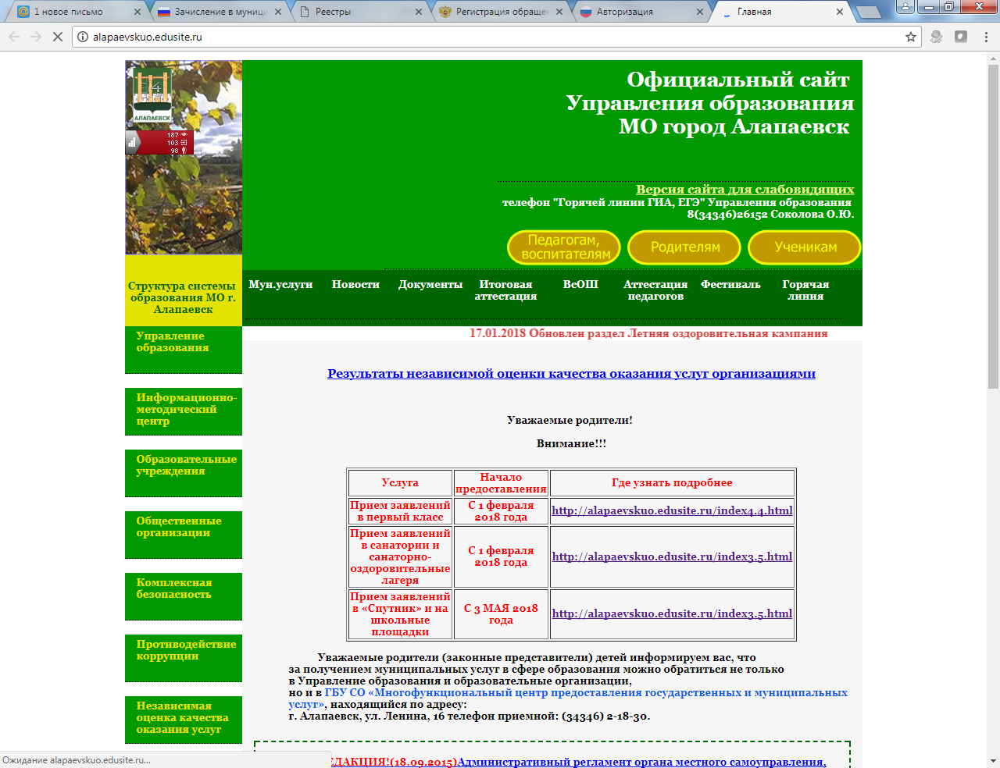 1 новое письмо
Зачисление в муниц
Реестры
Регистрация обраще
Авторизация
Главная
alapaevskuo.edusite.ru
АЛАПАЕВСК
187
103
98
Официальный сайт
Управления образования
МО город Алапаевск
Версия сайта для слабовидящих
телефон "Горячей линии ГИА, ЕГЭ" Управления образования
8(34346)26152 Соколова О.Ю.
Педагогам,
воспитателям
Родителям
Ученикам
Структура системы
образования МО г.
Алапаевск
Мун.услуги
Новости
Документы
Итоговая
аттестация
ВсОШ
Аттестация
педагогов
Фестиваль
Горячая
линия
17.01.2018 Обновлен раздел Летняя оздоровительная кампания
Управление
образования
Информационно-
методический
центр
Образовательные
учреждения
Общественные
организации
Комплексная
безопасность
Противодействие
коррупции
Независимая
оценка качества
оказания услуг
Результаты независимой оценки качества оказания услуг организациями
Уважаемые родители!
Внимание!!!
Услуга
Начало
предоставления
Где узнать подробнее
Прием заявлений
в первый класс
С 1 февраля
2018 года
http://alapaevskuo.edusite.ru/index4.4.html
Прием заявлений
в санатории и
санаторно-
оздоровительные
лагеря
С 1 февраля
2018 года
http://alapaevskuo.edusite.ru/index3.5.html
Прием заявлений
в «Спутник» и на
школьные
площадки
С 3 МАЯ 2018
года
http://alapaevskuo.edusite.ru/index3.5.html
Уважаемые родители (законные представители) детей информируем вас, что
за получением муниципальных услуг в сфере образования можно обратиться не только
в Управление образования и образовательные организации,
но и в ГБУ СО «Многофункциональный центр предоставления государственных и муниципальных
услуг», находящийся по адресу:
г. Алапаевск, ул. Ленина, 16 телефон приемной: (34346) 2-18-30.
ЕДАКЦИЯ!(18.09.2015)Административный регламент органа местного самоуправления,
Ожидание alapaevskuo.edusite.ru...